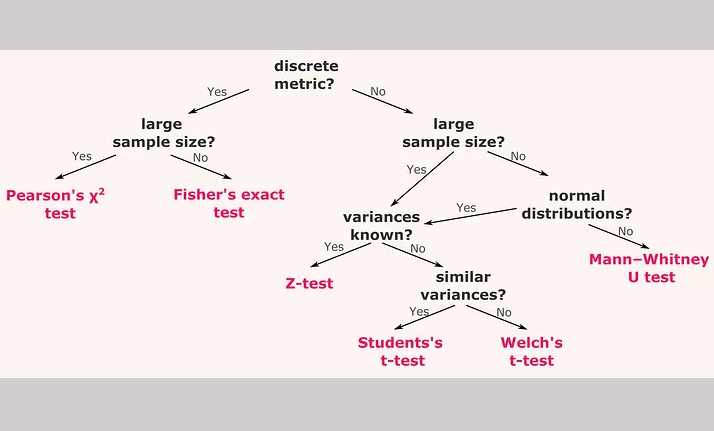 discrete
metric?
Yes
No
large
sample size?
large
sample size?
Yes
No
Yes
No
Pearson's χ²
test
Fisher's exact
test
normal
distributions?
Yes
No
variances
known?
Yes
No
Mann–Whitney
U test
Z-test
similar
variances?
Yes
No
Students's
t-test
Welch's
t-test